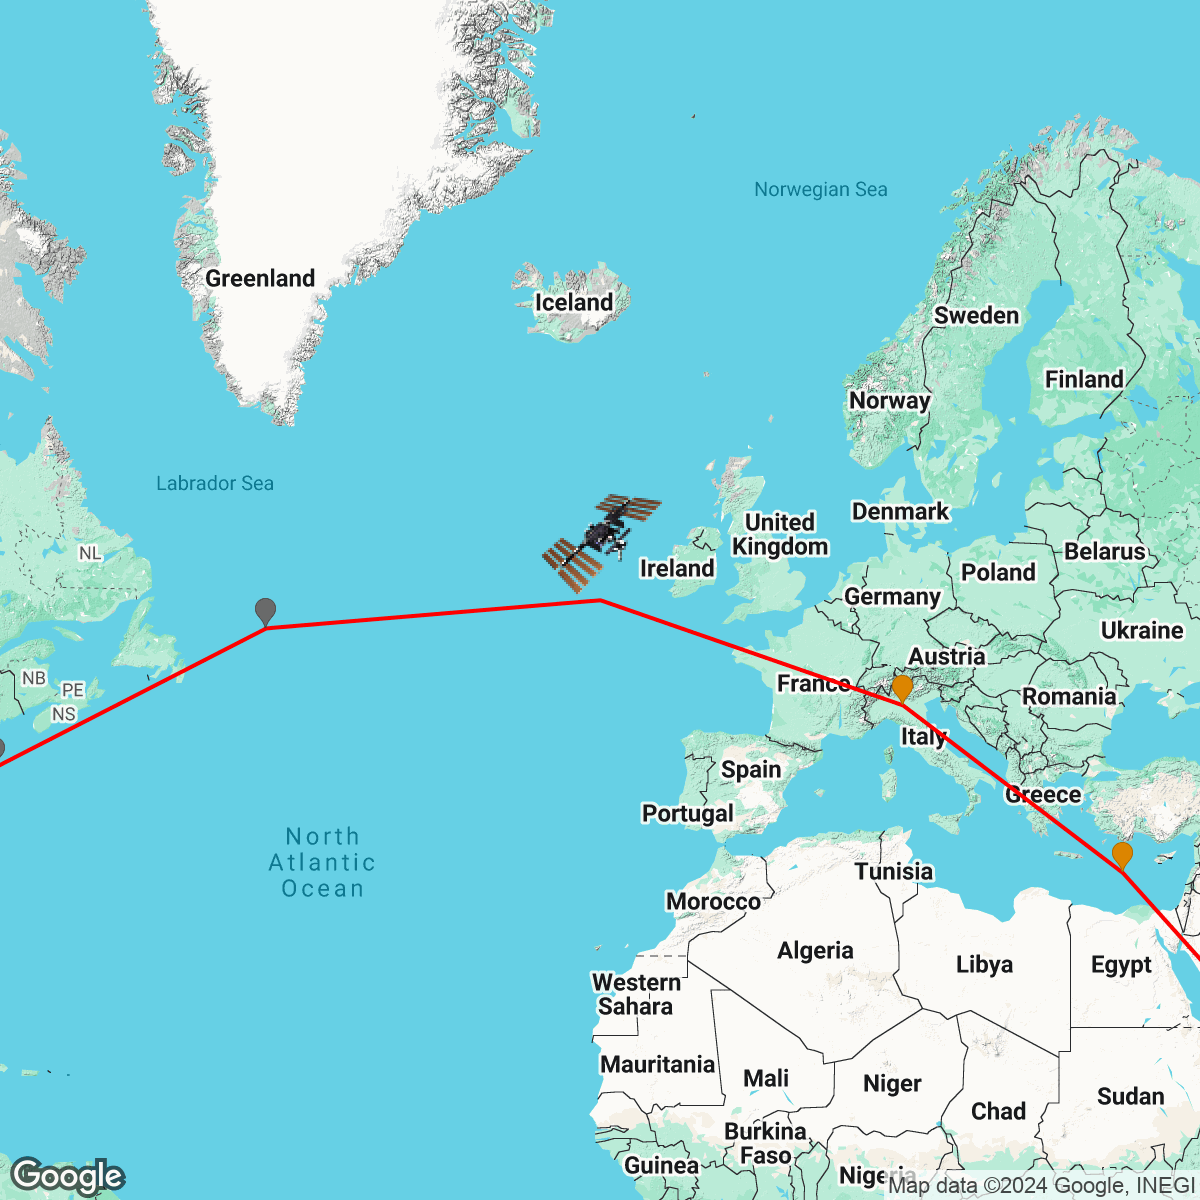 Norwegian Sea
Greenland
Iceland
Sweden
Finland
Norway
Labrador Sea
Denmark
United
Kingdom
NL
Ireland
Belarus
Poland
Germany
Ukraine
Austria
NB
PE
NS
France
Romania
Italy
Spain
Greece
Portugal
North
Atlantic
Ocean
Tunisia
Morocco
Algeria
Libya
Egypt
Western
Sahara
Mauritania
Mali
Niger
Chad
Sudan
Burkina
Faso
Guinea
Nigeria
Google
Map data ©2024 Google, INEGI